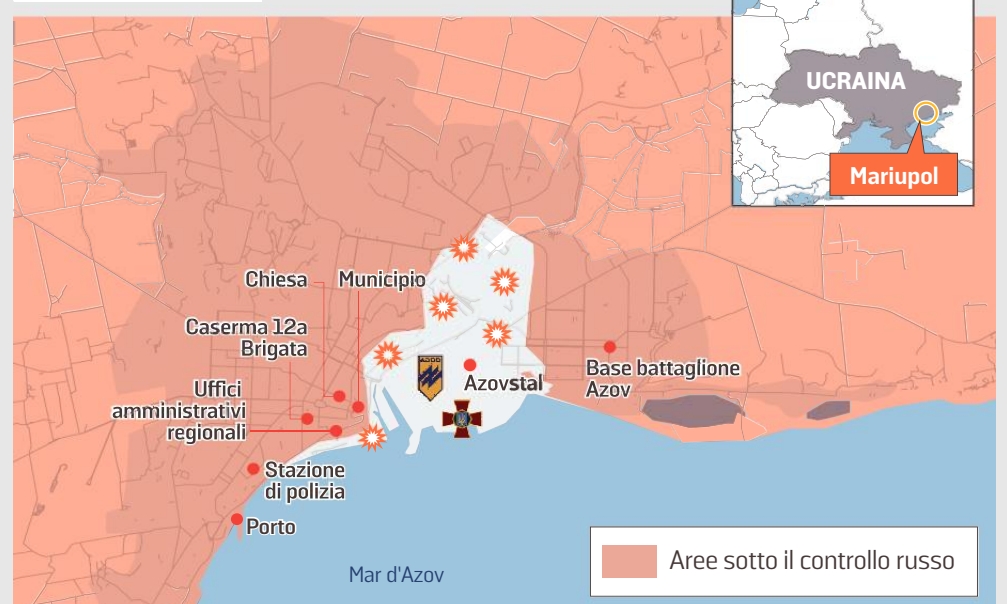 UCRAINA
Mariupol
Chiesa
Municipio
Caserma 12a
Brigata
Uffici
amministrativi
regionali
Azovstal
Base battaglione
Azov
Stazione
di polizia
Porto
Mar d'Azov
Aree sotto il controllo russo